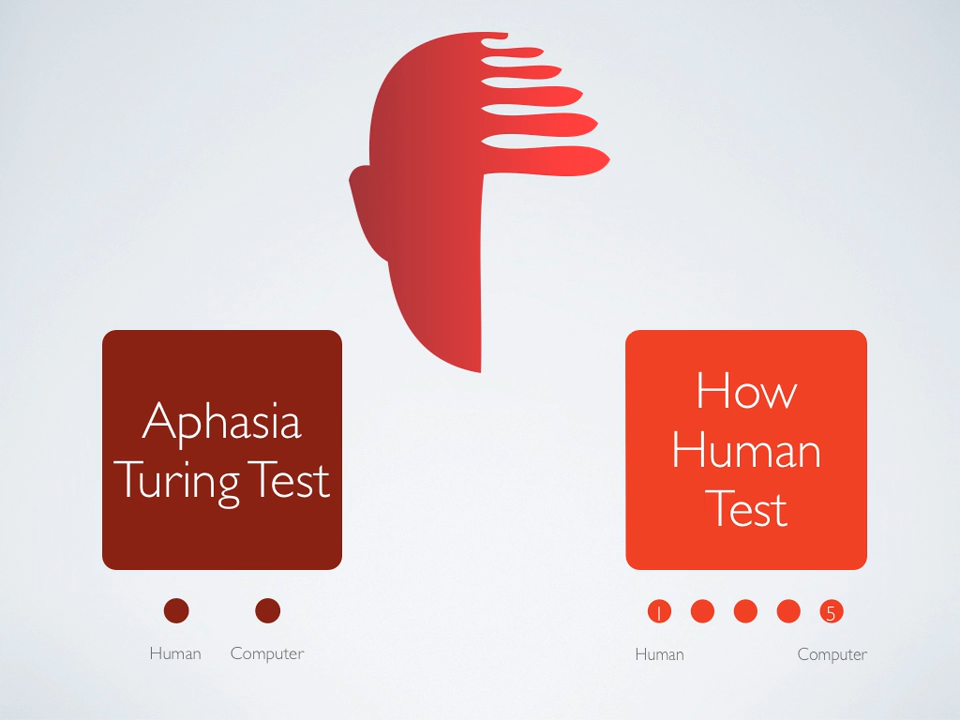 Aphasia
Turing Test
Human Computer
How
Human
Test
1 5
Human Computer